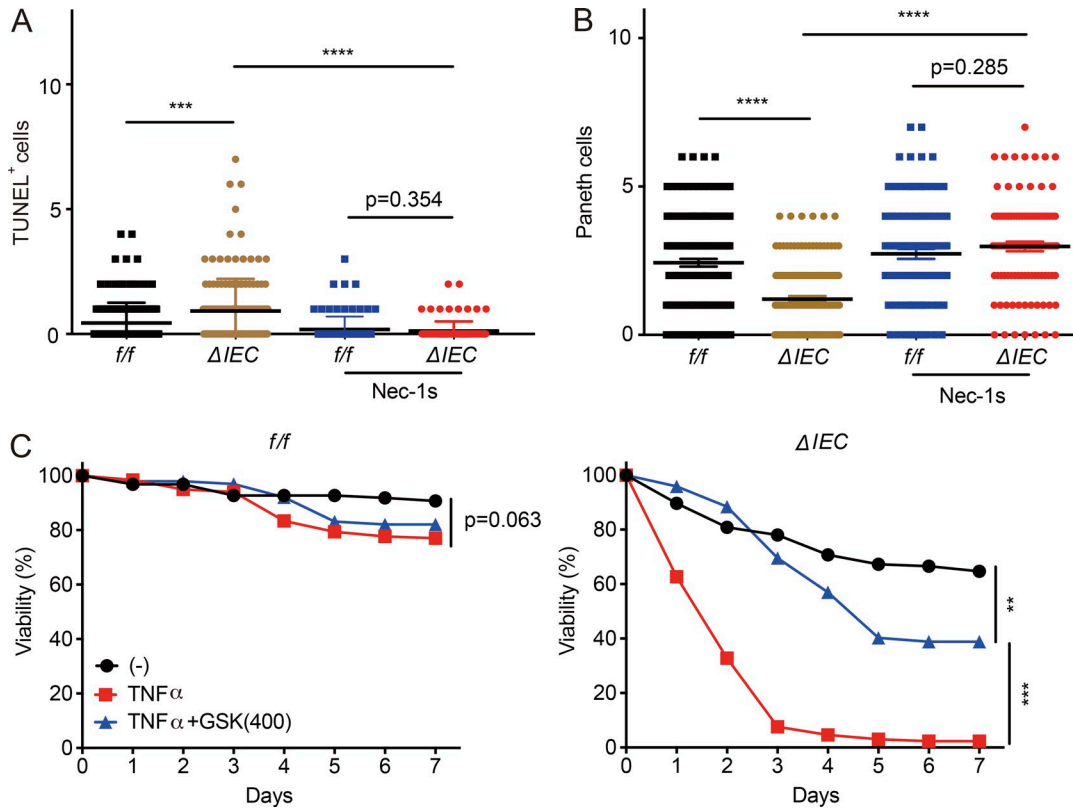 A
TUNEL+ cells
10
5
0
***
****
p=0.354
f/f
ΔIEC
f/f
ΔIEC
Nec-1s
B
Paneth cells
10
5
0
****
****
p=0.285
f/f
ΔIEC
f/f
ΔIEC
Nec-1s
C
f/f
Viability (%)
100
80
60
40
20
0
p=0.063
(-)
TNFα
TNFα+GSK(400)
0 1 2 3 4 5 6 7
Days
ΔIEC
Viability (%)
100
80
60
40
20
0
**
***
0 1 2 3 4 5 6 7
Days